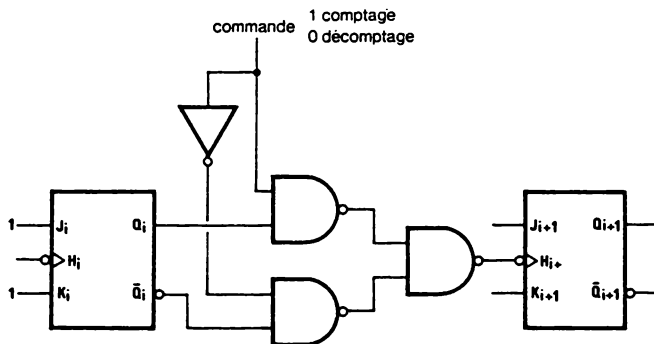 commande
1 comptage
0 décomptage
1
J_i
Q_i
H_i
1
K_i
Q̄_i
J_i+1
Q_i+1
H_i+
K_i+1
Q̄_i+1